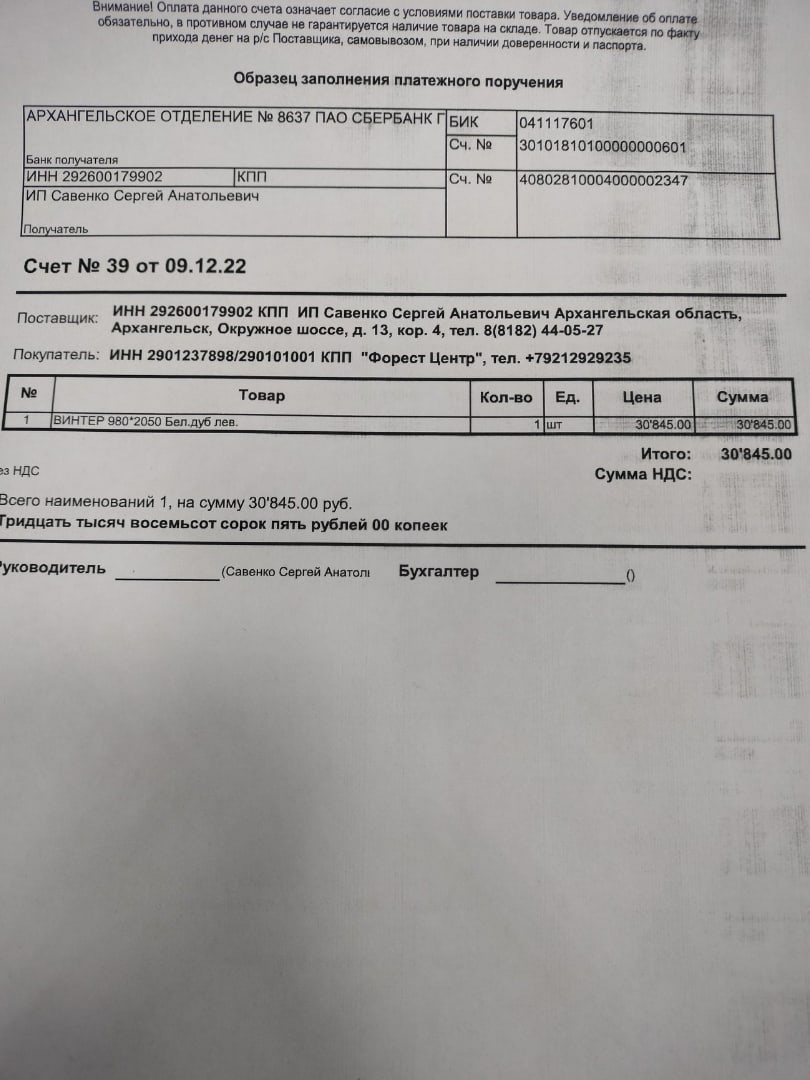 Внимание! Оплата данного счета означает согласие с условиями поставки товара. Уведомление об оплате
обязательно, в противном случае не гарантируется наличие товара на складе. Товар отпускается по факту
прихода денег на р/с Поставщика, самовывозом, при наличии доверенности и паспорта.
Образец заполнения платежного поручения
АРХАНГЕЛЬСКОЕ ОТДЕЛЕНИЕ № 8637 ПАО СБЕРБАНК Г БИК 041117601
Сч. № 30101810100000000601
Банк получателя
ИНН 292600179902 КПП Сч. № 40802810004000002347
ИП Савенко Сергей Анатольевич
Получатель
Счет № 39 от 09.12.22
Поставщик: ИНН 292600179902 КПП ИП Савенко Сергей Анатольевич Архангельская область,
Архангельск, Окружное шоссе, д. 13, кор. 4, тел. 8(8182) 44-05-27
Покупатель: ИНН 2901237898/290101001 КПП "Форест Центр", тел. +79212929235
№ Товар Кол-во Ед. Цена Сумма
1 ВИНТЕР 980*2050 Бел.дуб лев. 1 шт 30'845.00 30'845.00
Итого: 30'845.00
ез НДС Сумма НДС:
Всего наименований 1, на сумму 30'845.00 руб.
Тридцать тысяч восемьсот сорок пять рублей 00 копеек
Руководитель (Савенко Сергей Анатоль Бухгалтер ()